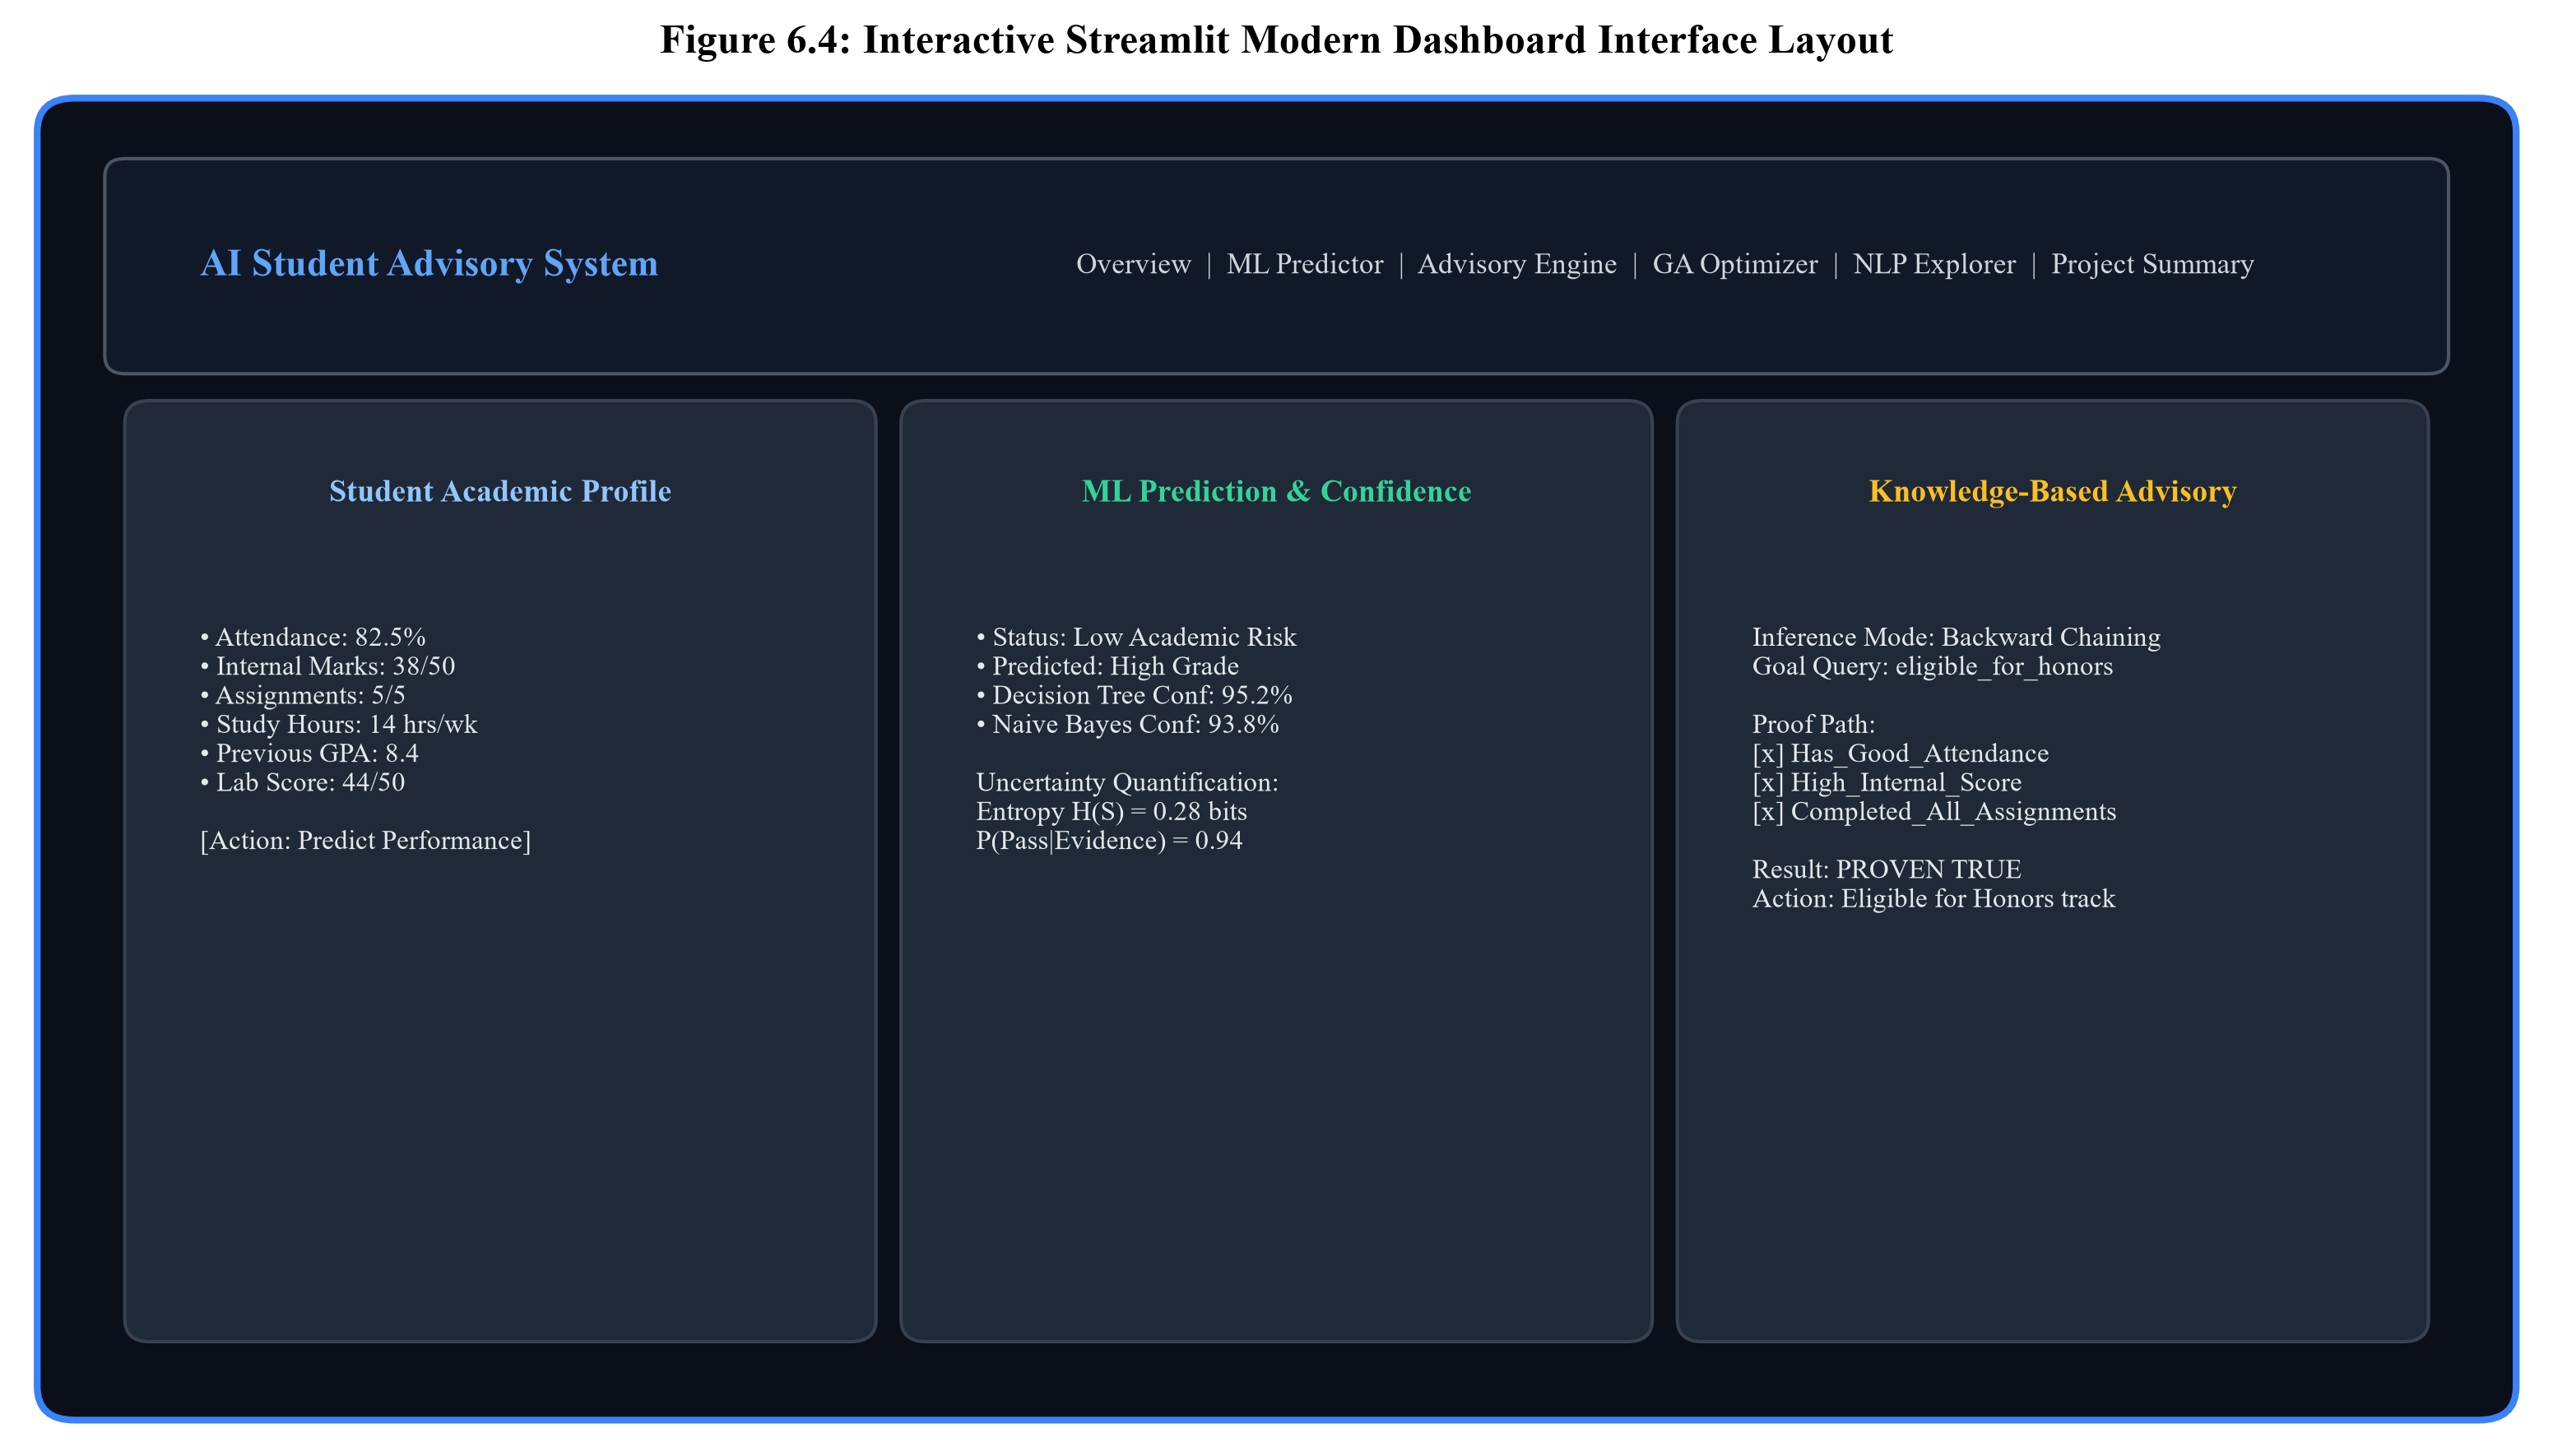 Figure 6.4: Interactive Streamlit Modern Dashboard Interface Layout
AI Student Advisory System
Overview | ML Predictor | Advisory Engine | GA Optimizer | NLP Explorer | Project Summary
Student Academic Profile
• Attendance: 82.5%
• Internal Marks: 38/50
• Assignments: 5/5
• Study Hours: 14 hrs/wk
• Previous GPA: 8.4
• Lab Score: 44/50
[Action: Predict Performance]
ML Prediction & Confidence
• Status: Low Academic Risk
• Predicted: High Grade
• Decision Tree Conf: 95.2%
• Naive Bayes Conf: 93.8%
Uncertainty Quantification:
Entropy H(S) = 0.28 bits
P(Pass|Evidence) = 0.94
Knowledge-Based Advisory
Inference Mode: Backward Chaining
Goal Query: eligible_for_honors
Proof Path:
[x] Has_Good_Attendance
[x] High_Internal_Score
[x] Completed_All_Assignments
Result: PROVEN TRUE
Action: Eligible for Honors track